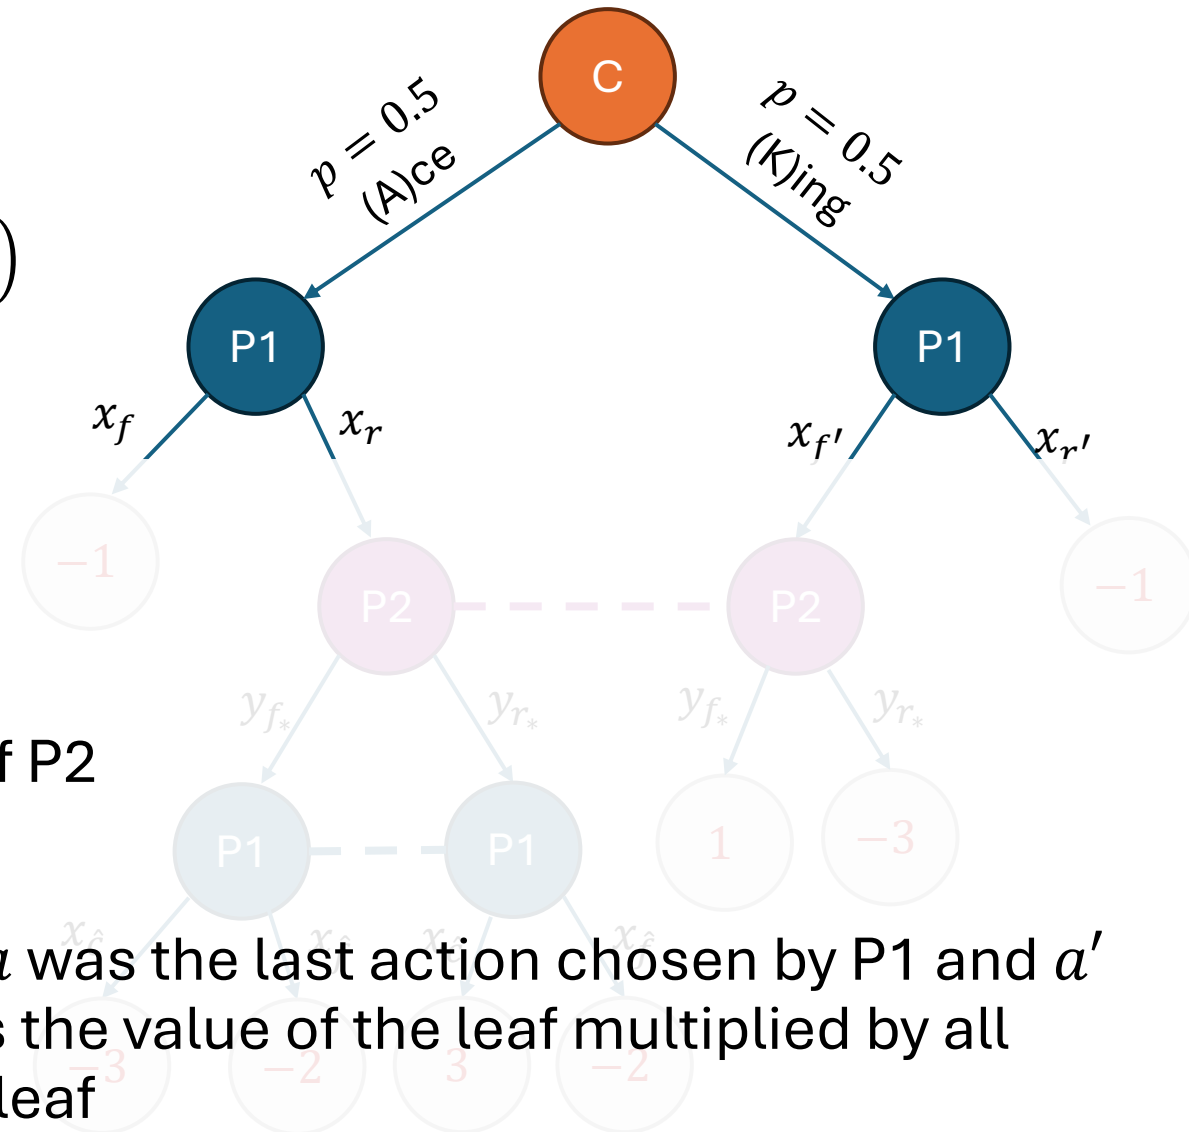 C
p = 0.5
(A)ce
p = 0.5
(K)ing
)
P1
P1
x_f
x_r
x_{f'}
x_{r'}
−1
P2
P2
−1
y_{f_*}
y_{r_*}
y_{f_*}
y_{r_*}
f P2
P1
P1
1
−3
a was the last action chosen by P1 and a′
s the value of the leaf multiplied by all
−3
−2
3
−2
leaf